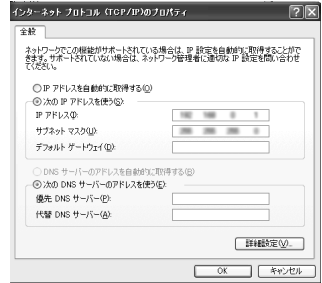 インターネット プロトコル (TCP/IP)のプロパティ
全般
ネットワークでこの機能がサポートされている場合は、IP 設定を自動的に取得することがで
きます。サポートされていない場合は、ネットワーク管理者に適切な IP 設定を問い合わせ
てください。
IP アドレスを自動的に取得する(O)
次の IP アドレスを使う(S):
IP アドレス(I):
192 168 0 1
サブネット マスク(U):
255 255 255 0
デフォルト ゲートウェイ(D):
DNS サーバーのアドレスを自動的に取得する(B)
次の DNS サーバーのアドレスを使う(E):
優先 DNS サーバー(P):
代替 DNS サーバー(A):
詳細設定(V)...
OK
キャンセル